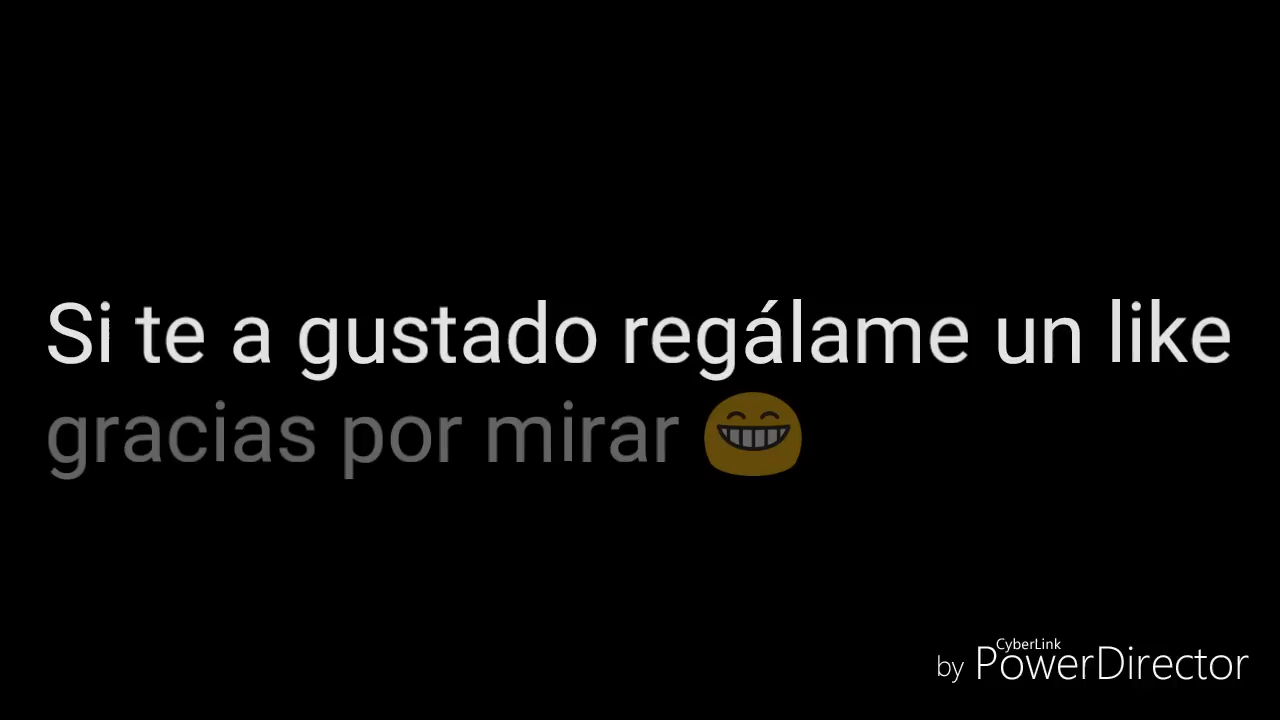 Si te a gustado regálame un like
gracias por mirar 😁
CyberLink
by PowerDirector